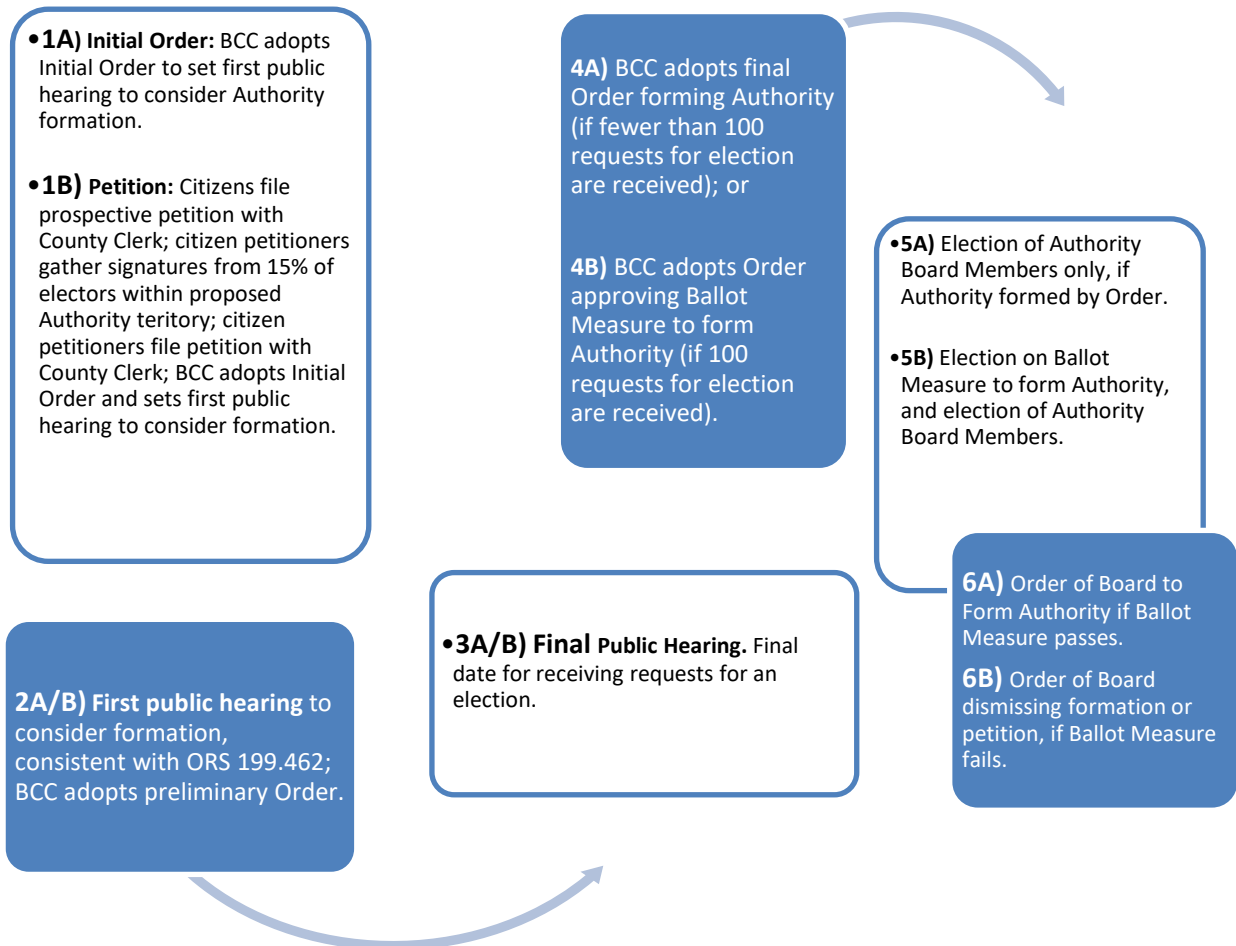 •1A) Initial Order: BCC adopts
Initial Order to set first public
hearing to consider Authority
formation.
•1B) Petition: Citizens file
prospective petition with
County Clerk; citizen petitioners
gather signatures from 15% of
electors within proposed
Authority teritory; citizen
petitioners file petition with
County Clerk; BCC adopts Initial
Order and sets first public
hearing to consider formation.
2A/B) First public hearing to
consider formation,
consistent with ORS 199.462;
BCC adopts preliminary Order.
•3A/B) Final Public Hearing. Final
date for receiving requests for an
election.
4A) BCC adopts final
Order forming Authority
(if fewer than 100
requests for election
are received); or
4B) BCC adopts Order
approving Ballot
Measure to form
Authority (if 100
requests for election
are received).
•5A) Election of Authority
Board Members only, if
Authority formed by Order.
•5B) Election on Ballot
Measure to form Authority,
and election of Authority
Board Members.
6A) Order of Board to
Form Authority if Ballot
Measure passes.
6B) Order of Board
dismissing formation or
petition, if Ballot Measure
fails.